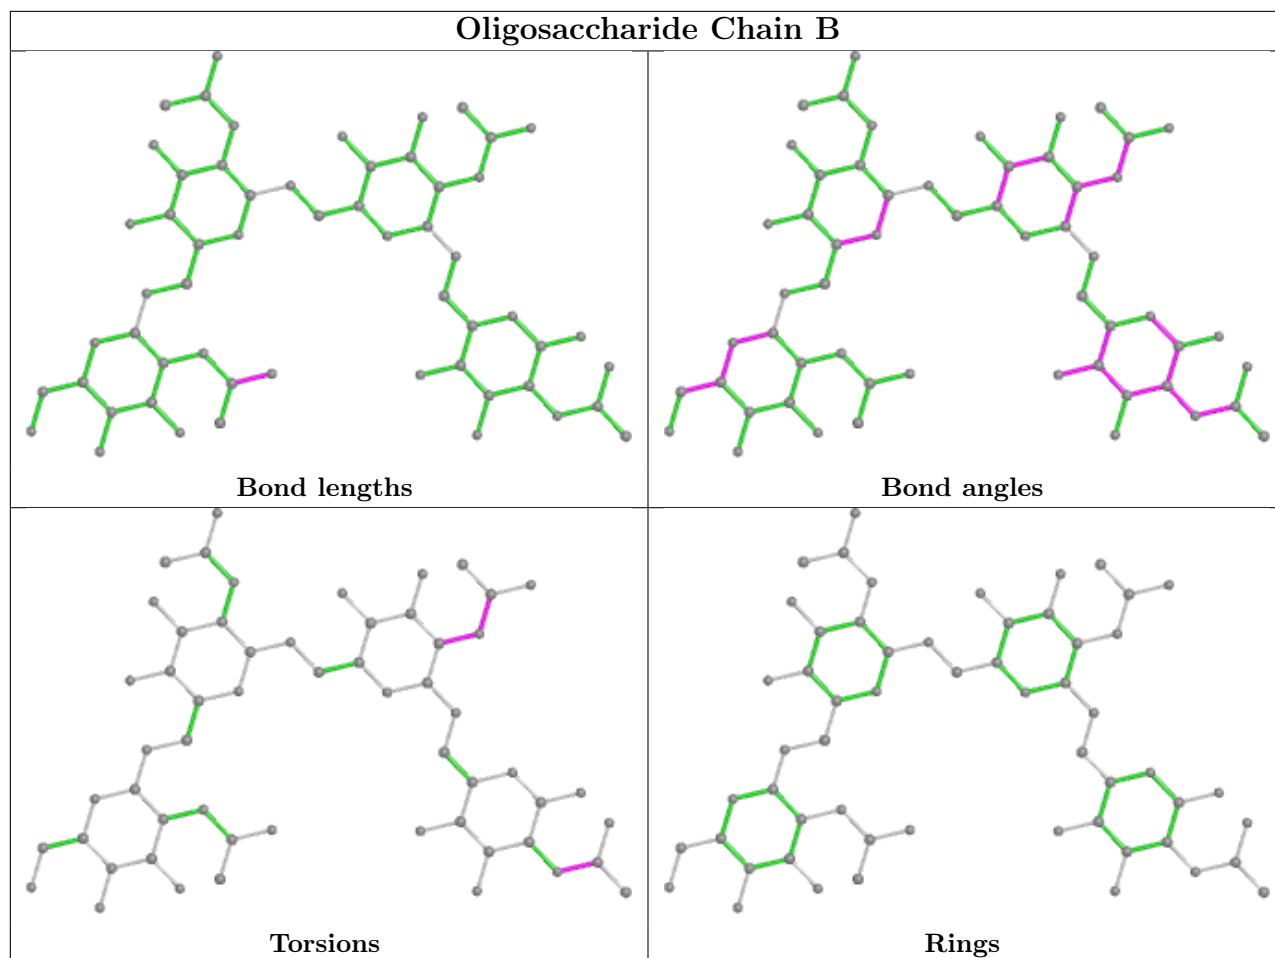 Oligosaccharide Chain B
Bond lengths
Bond angles
Torsions
Rings